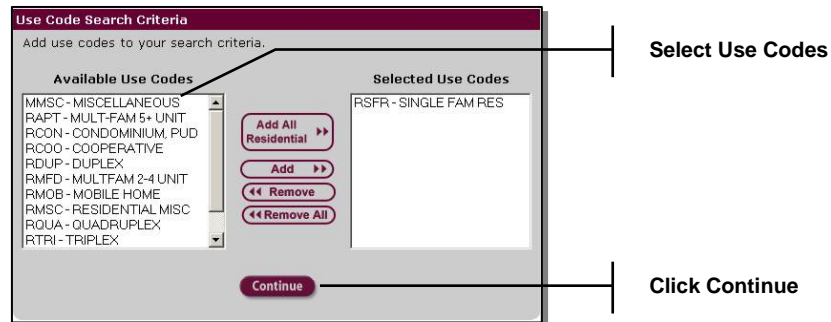 Use Code Search Criteria
Add use codes to your search criteria.
Select Use Codes
Available Use Codes
Selected Use Codes
MMSC - MISCELLANEOUS
RAPT - MULT-FAM 5+ UNIT
RCON - CONDOMINIUM, PUD
RCOO - COOPERATIVE
RDUP - DUPLEX
RMFD - MULTFAM 2-4 UNIT
RMOB - MOBILE HOME
RMSC - RESIDENTIAL MISC
RQUA - QUADRUPLEX
RTRI - TRIPLEX
Add All
Residential
Add
Remove
Remove All
RSFR - SINGLE FAM RES
Continue
Click Continue